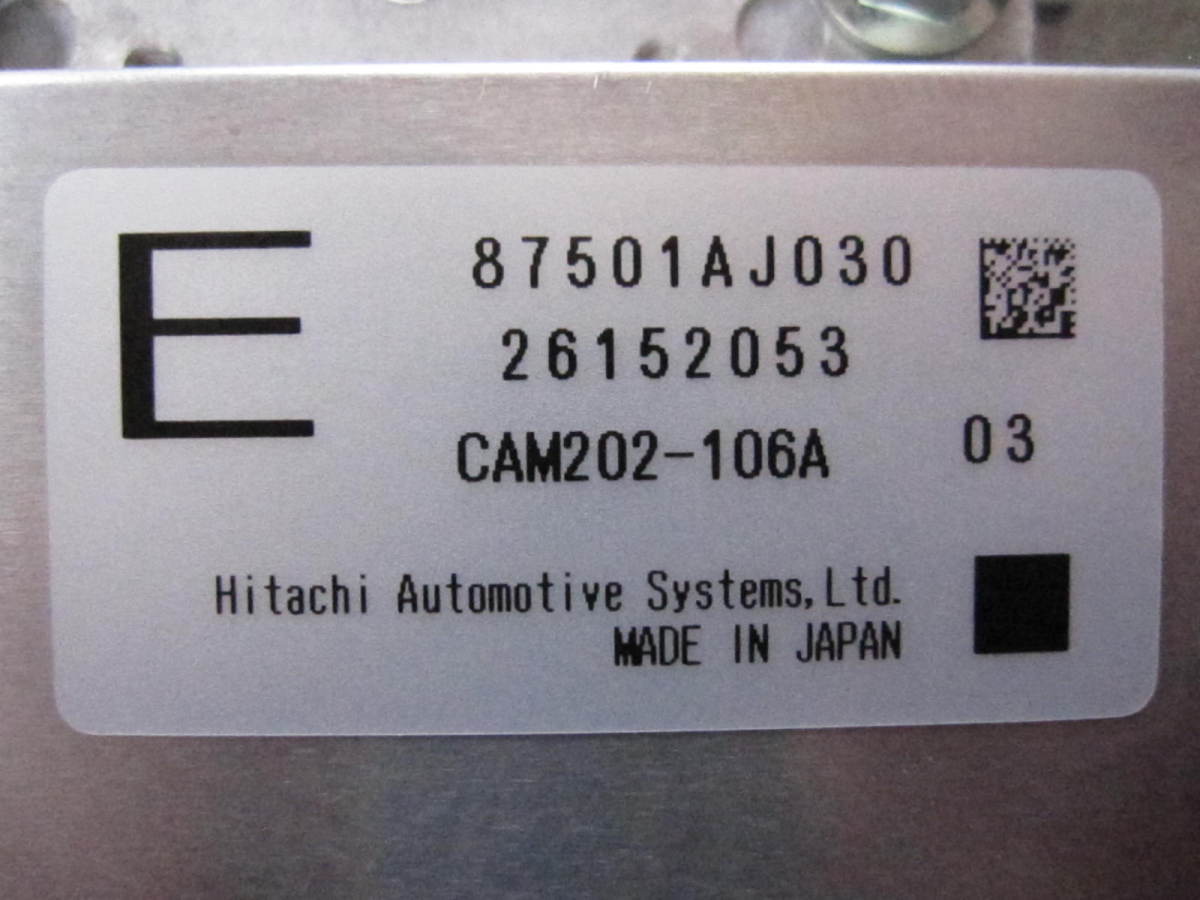 E
87501AJ030
26152053
CAM202-106A
03
Hitachi Automotive Systems,Ltd.
MADE IN JAPAN